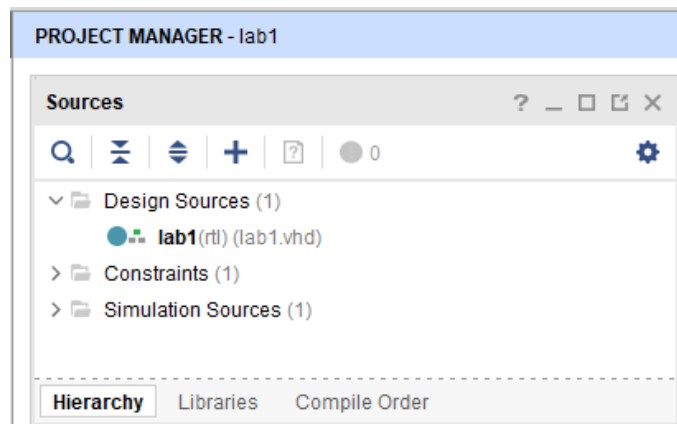 PROJECT MANAGER - lab1
Sources
? 0
Design Sources (1)
lab1(rtl) (lab1.vhd)
Constraints (1)
Simulation Sources (1)
Hierarchy Libraries Compile Order